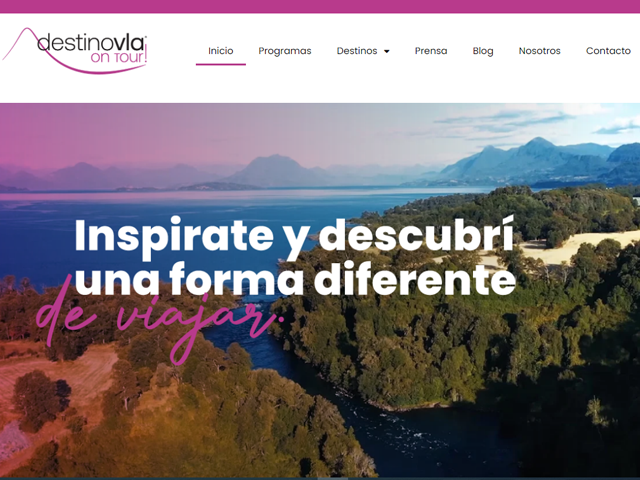 destinovla
on Tour!
Inicio
Programas
Destinos
Prensa
Blog
Nosotros
Contacto
Inspirate y descubrí
una forma diferente
de viajar.